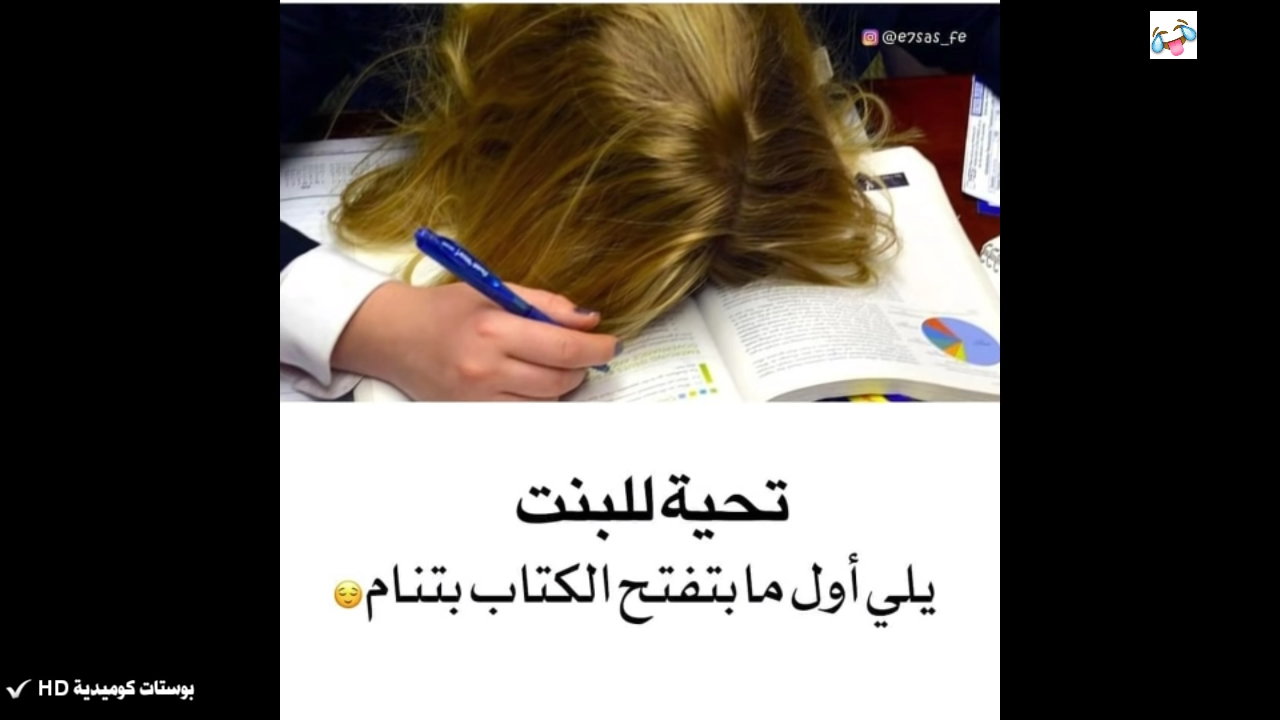 @e7sas_fe
تحية للبنت
يلي أول ما بتفتح الكتاب بتنام😌
بوستات كوميدية HD